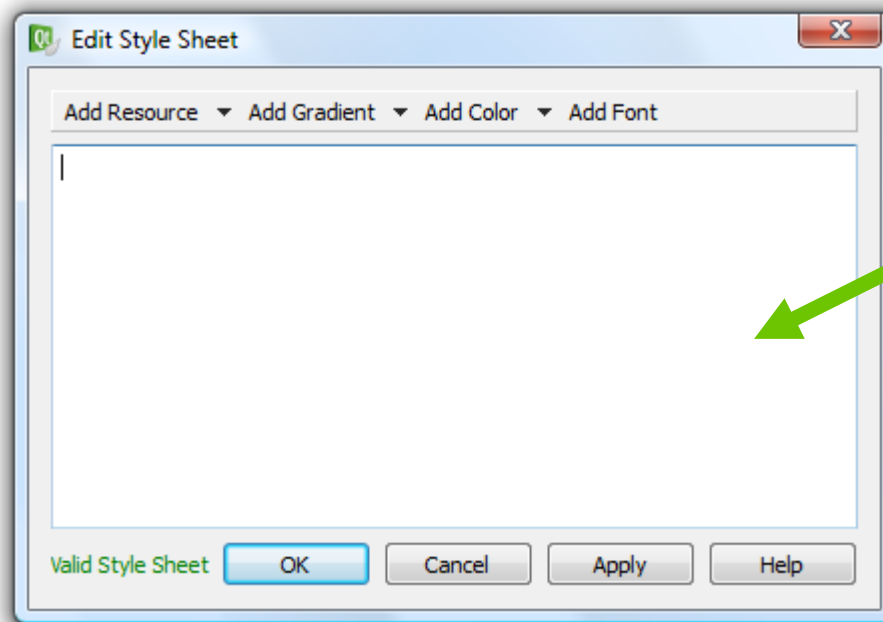 Edit Style Sheet
Add Resource Add Gradient Add Color Add Font
Valid Style Sheet OK Cancel Apply Help